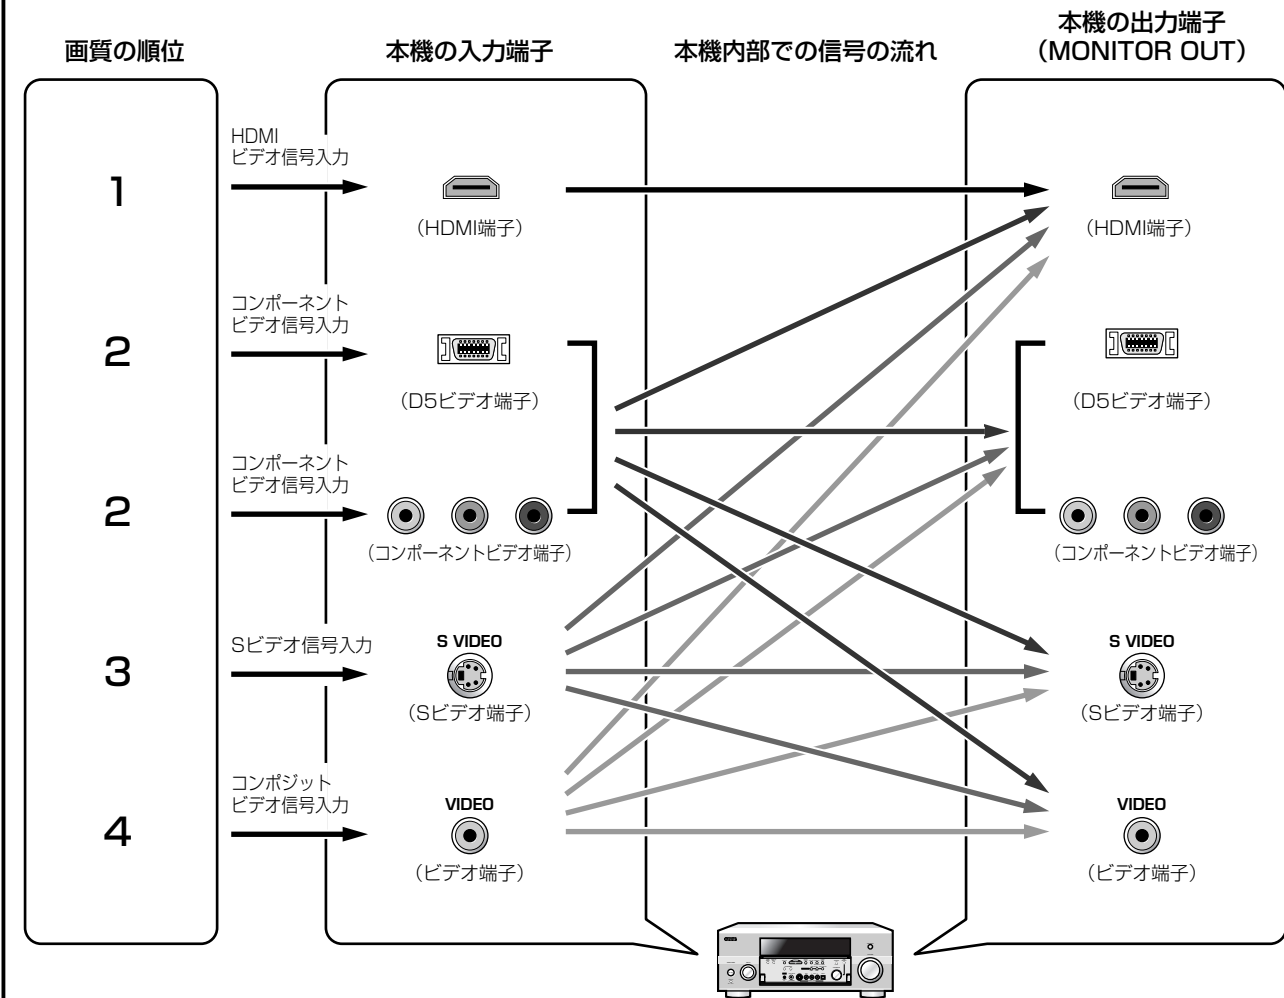 画質の順位
本機の入力端子
本機内部での信号の流れ
本機の出力端子
（MONITOR OUT）
1
HDMI
ビデオ信号入力
（HDMI端子）
（HDMI端子）
2
コンポーネント
ビデオ信号入力
（D5ビデオ端子）
（D5ビデオ端子）
2
コンポーネント
ビデオ信号入力
（コンポーネントビデオ端子）
（コンポーネントビデオ端子）
3
Sビデオ信号入力
S VIDEO
（Sビデオ端子）
S VIDEO
（Sビデオ端子）
4
コンポジット
ビデオ信号入力
VIDEO
（ビデオ端子）
VIDEO
（ビデオ端子）